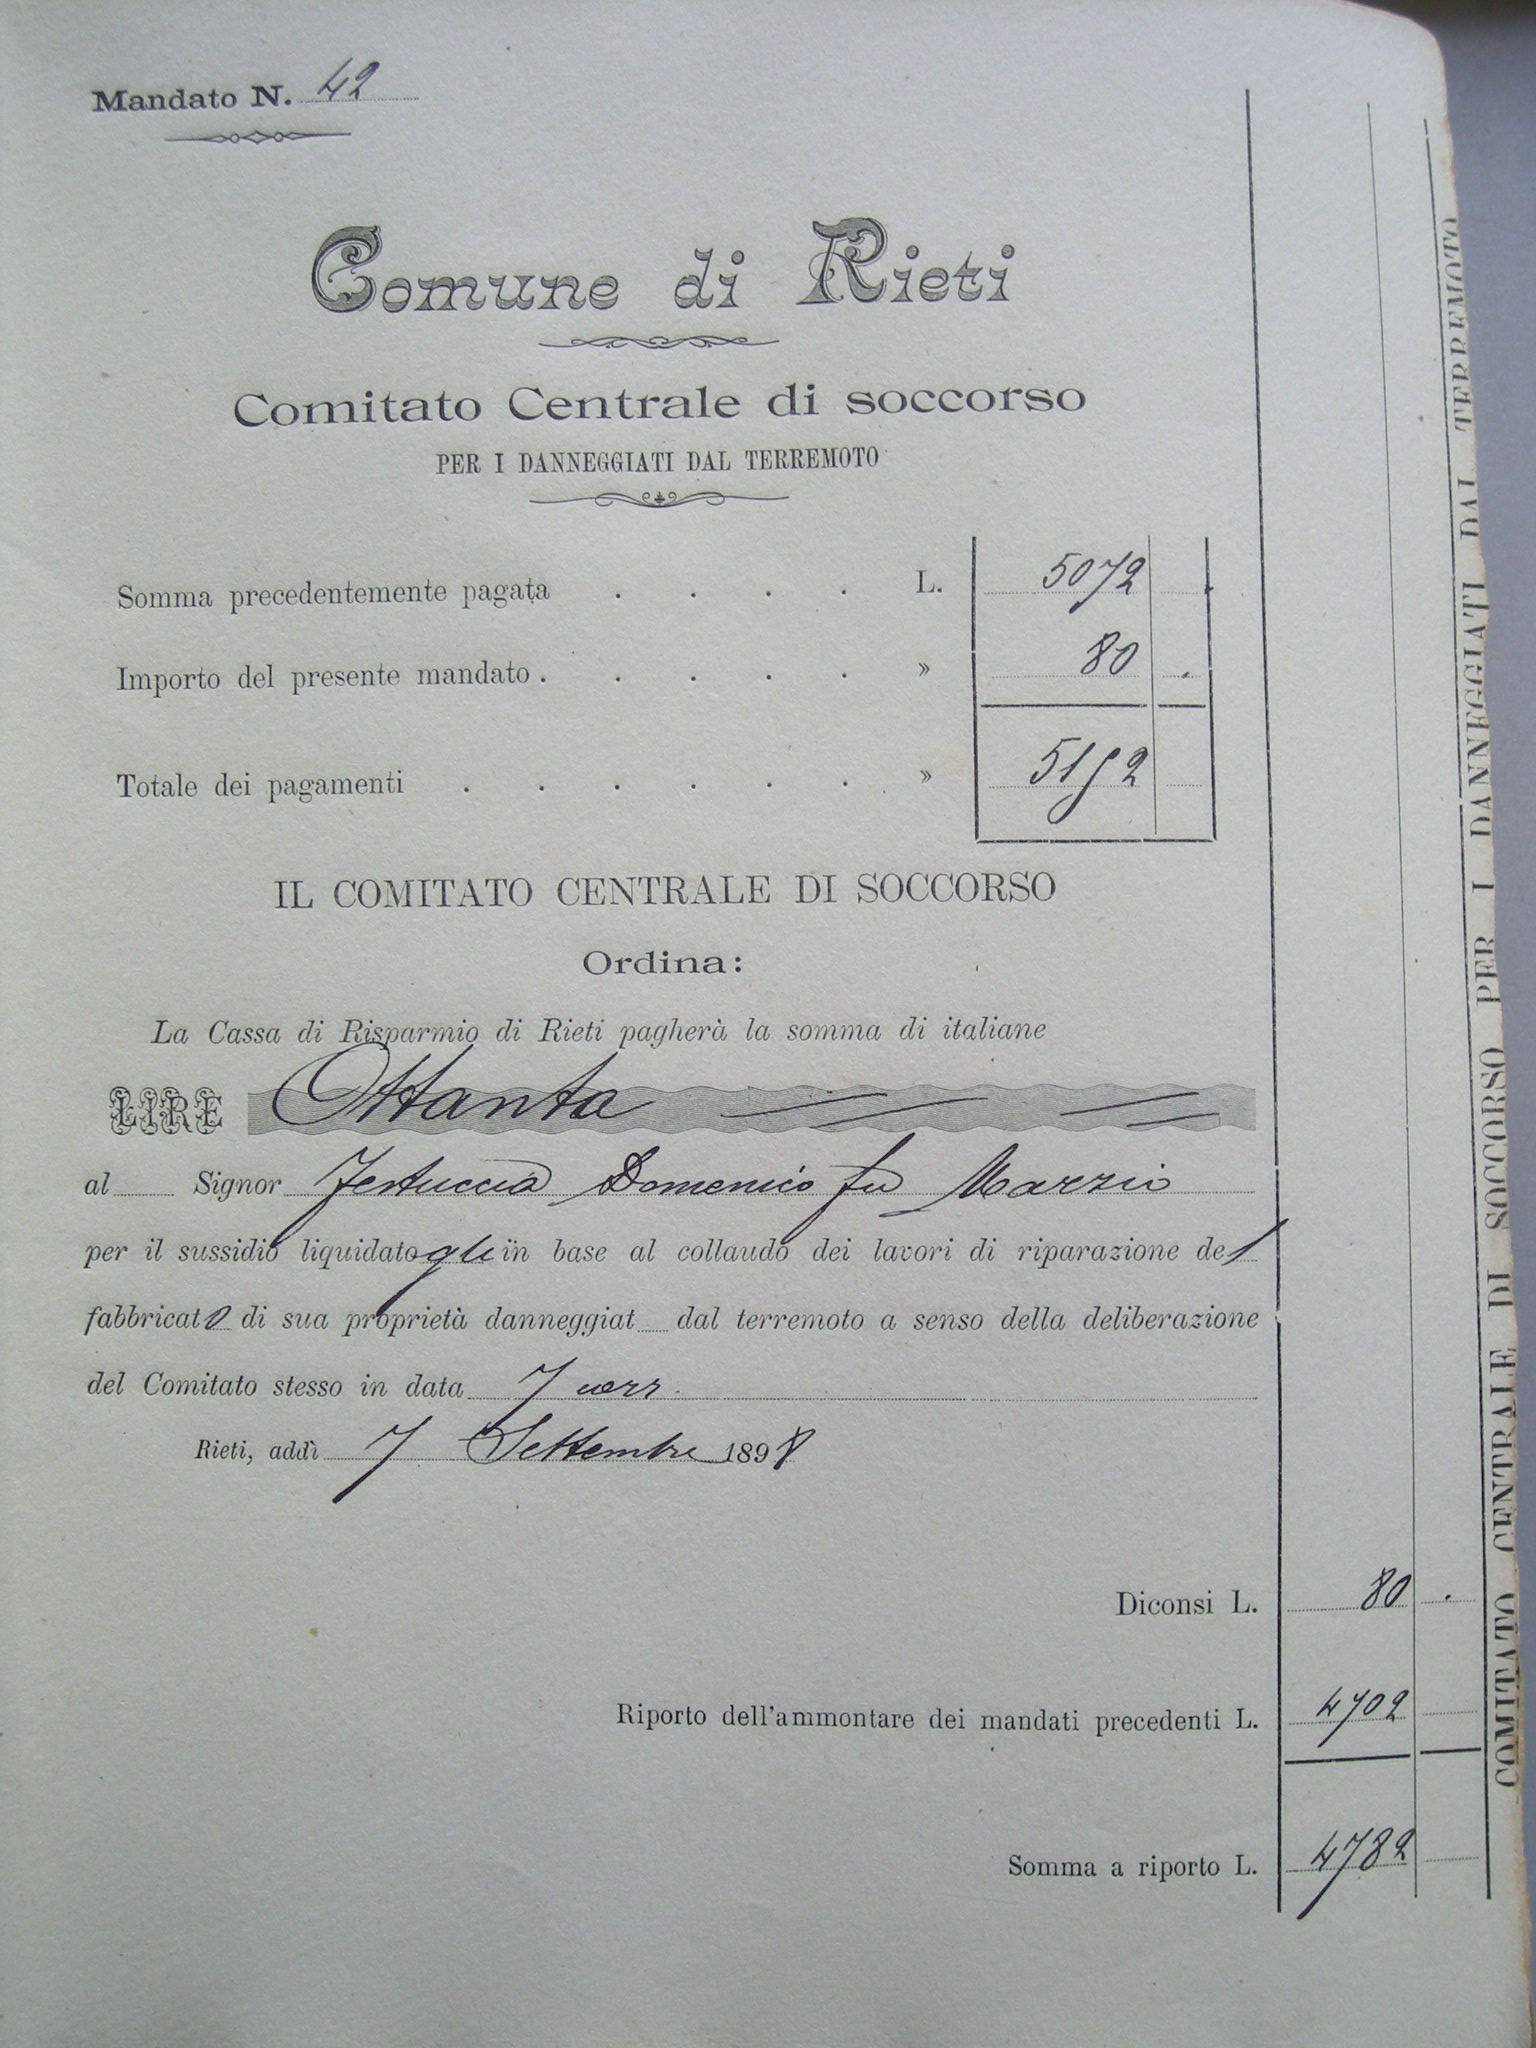 Mandato N. 42
Comune di Rieti
Comitato Centrale di soccorso
PER I DANNEGGIATI DAL TERREMOTO
Somma precedentemente pagata . . . . L. 5072
Importo del presente mandato . . . . . » 80
Totale dei pagamenti . . . . . . » 5152
IL COMITATO CENTRALE DI SOCCORSO
Ordina:
La Cassa di Risparmio di Rieti pagherà la somma di italiane
LIRE Ottanta
al Signor Domenico fu Marzio
per il sussidio liquidatogli in base al collaudo dei lavori di riparazione del
fabbricato di sua proprietà danneggiat dal terremoto a senso della deliberazione
del Comitato stesso in data 7 corr.
Rieti, addì 7 Settembre 1898
Diconsi L. 80
Riporto dell'ammontare dei mandati precedenti L. 4702
Somma a riporto L. 4782
COMITATO CENTRALE DI SOCCORSO PER I DANNEGGIATI DAL TERREMOTO